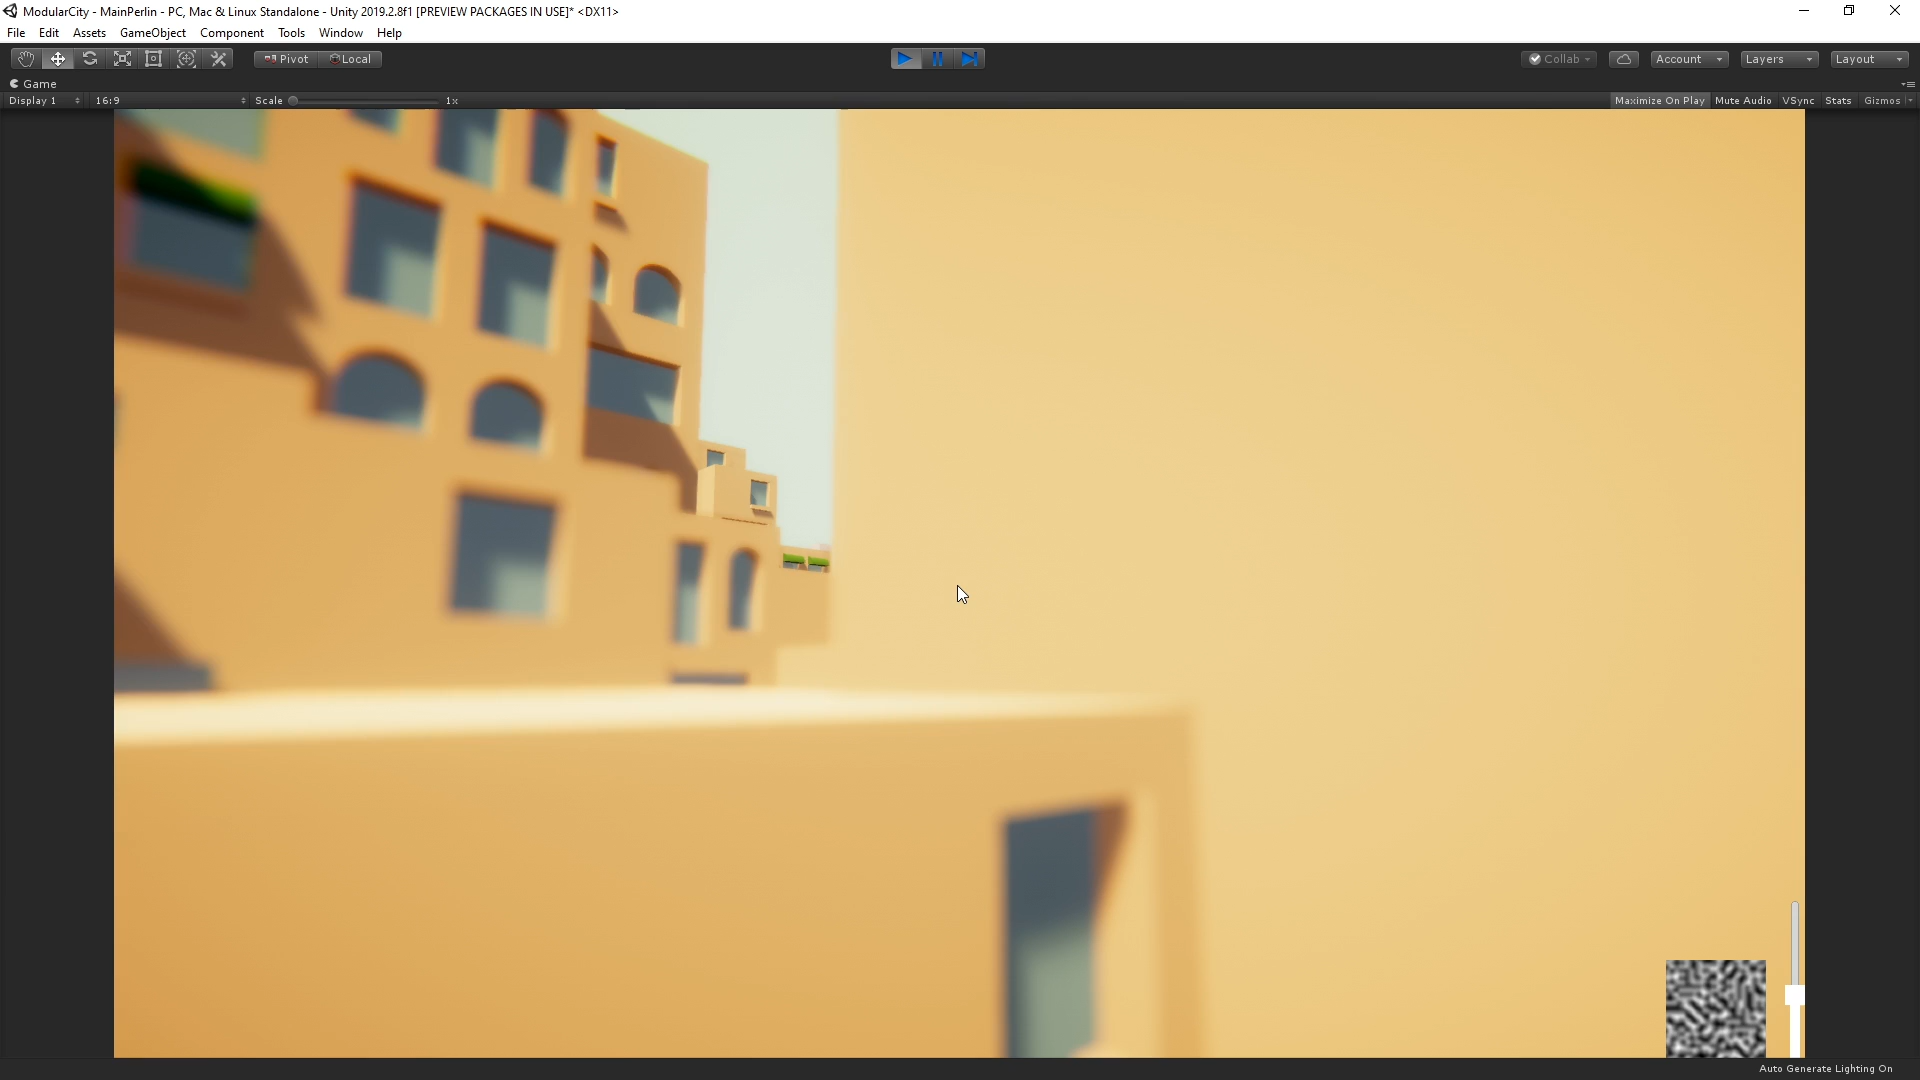 ModularCity - MainPerlin - PC, Mac & Linux Standalone - Unity 2019.2.8f1 [PREVIEW PACKAGES IN USE]* <DX11>
File Edit Assets GameObject Component Tools Window Help
Pivot Local Collab Account Layers Layout
Game
Display 1 16:9 Scale 1x Maximize On Play Mute Audio VSync Stats Gizmos
Auto Generate Lighting On